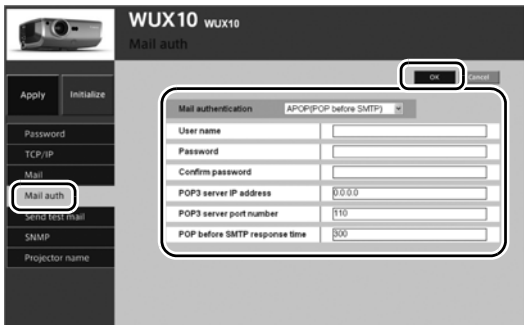 WUX10 WUX10
Mail auth
OK Cancel
Apply Initialize
Password
TCP/IP
Mail
Mail auth
Send test mail
SNMP
Projector name
Mail authentication APOP(POP before SMTP)
User name
Password
Confirm password
POP3 server IP address 0.0.0.0
POP3 server port number 110
POP before SMTP response time 300